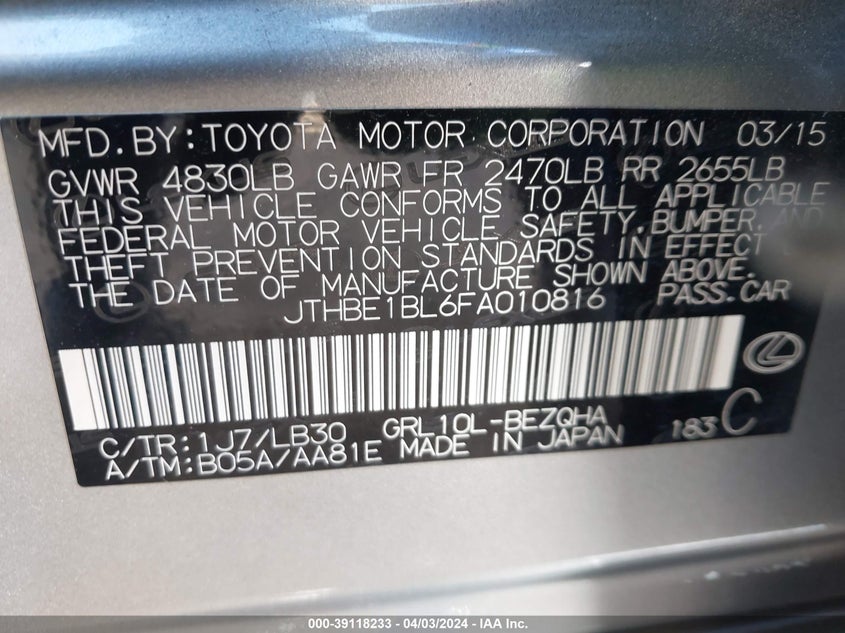 MFD. BY: TOYOTA MOTOR CORPORATION 03/15
GVWR 4830LB GAWR FR 2470LB RR 2655LB
THIS VEHICLE CONFORMS TO ALL APPLICABLE
FEDERAL MOTOR VEHICLE SAFETY, BUMPER, AND
THEFT PREVENTION STANDARDS IN EFFECT
THE DATE OF MANUFACTURE SHOWN ABOVE.
JTHBE1BL6FA010816 PASS.CAR
C/TR:1J7/LB30 GRL10L-BEZQHA
A/TM:B05A/AA81E MADE IN JAPAN 183 C
000-39118233 - 04/03/2024 - IAA Inc.